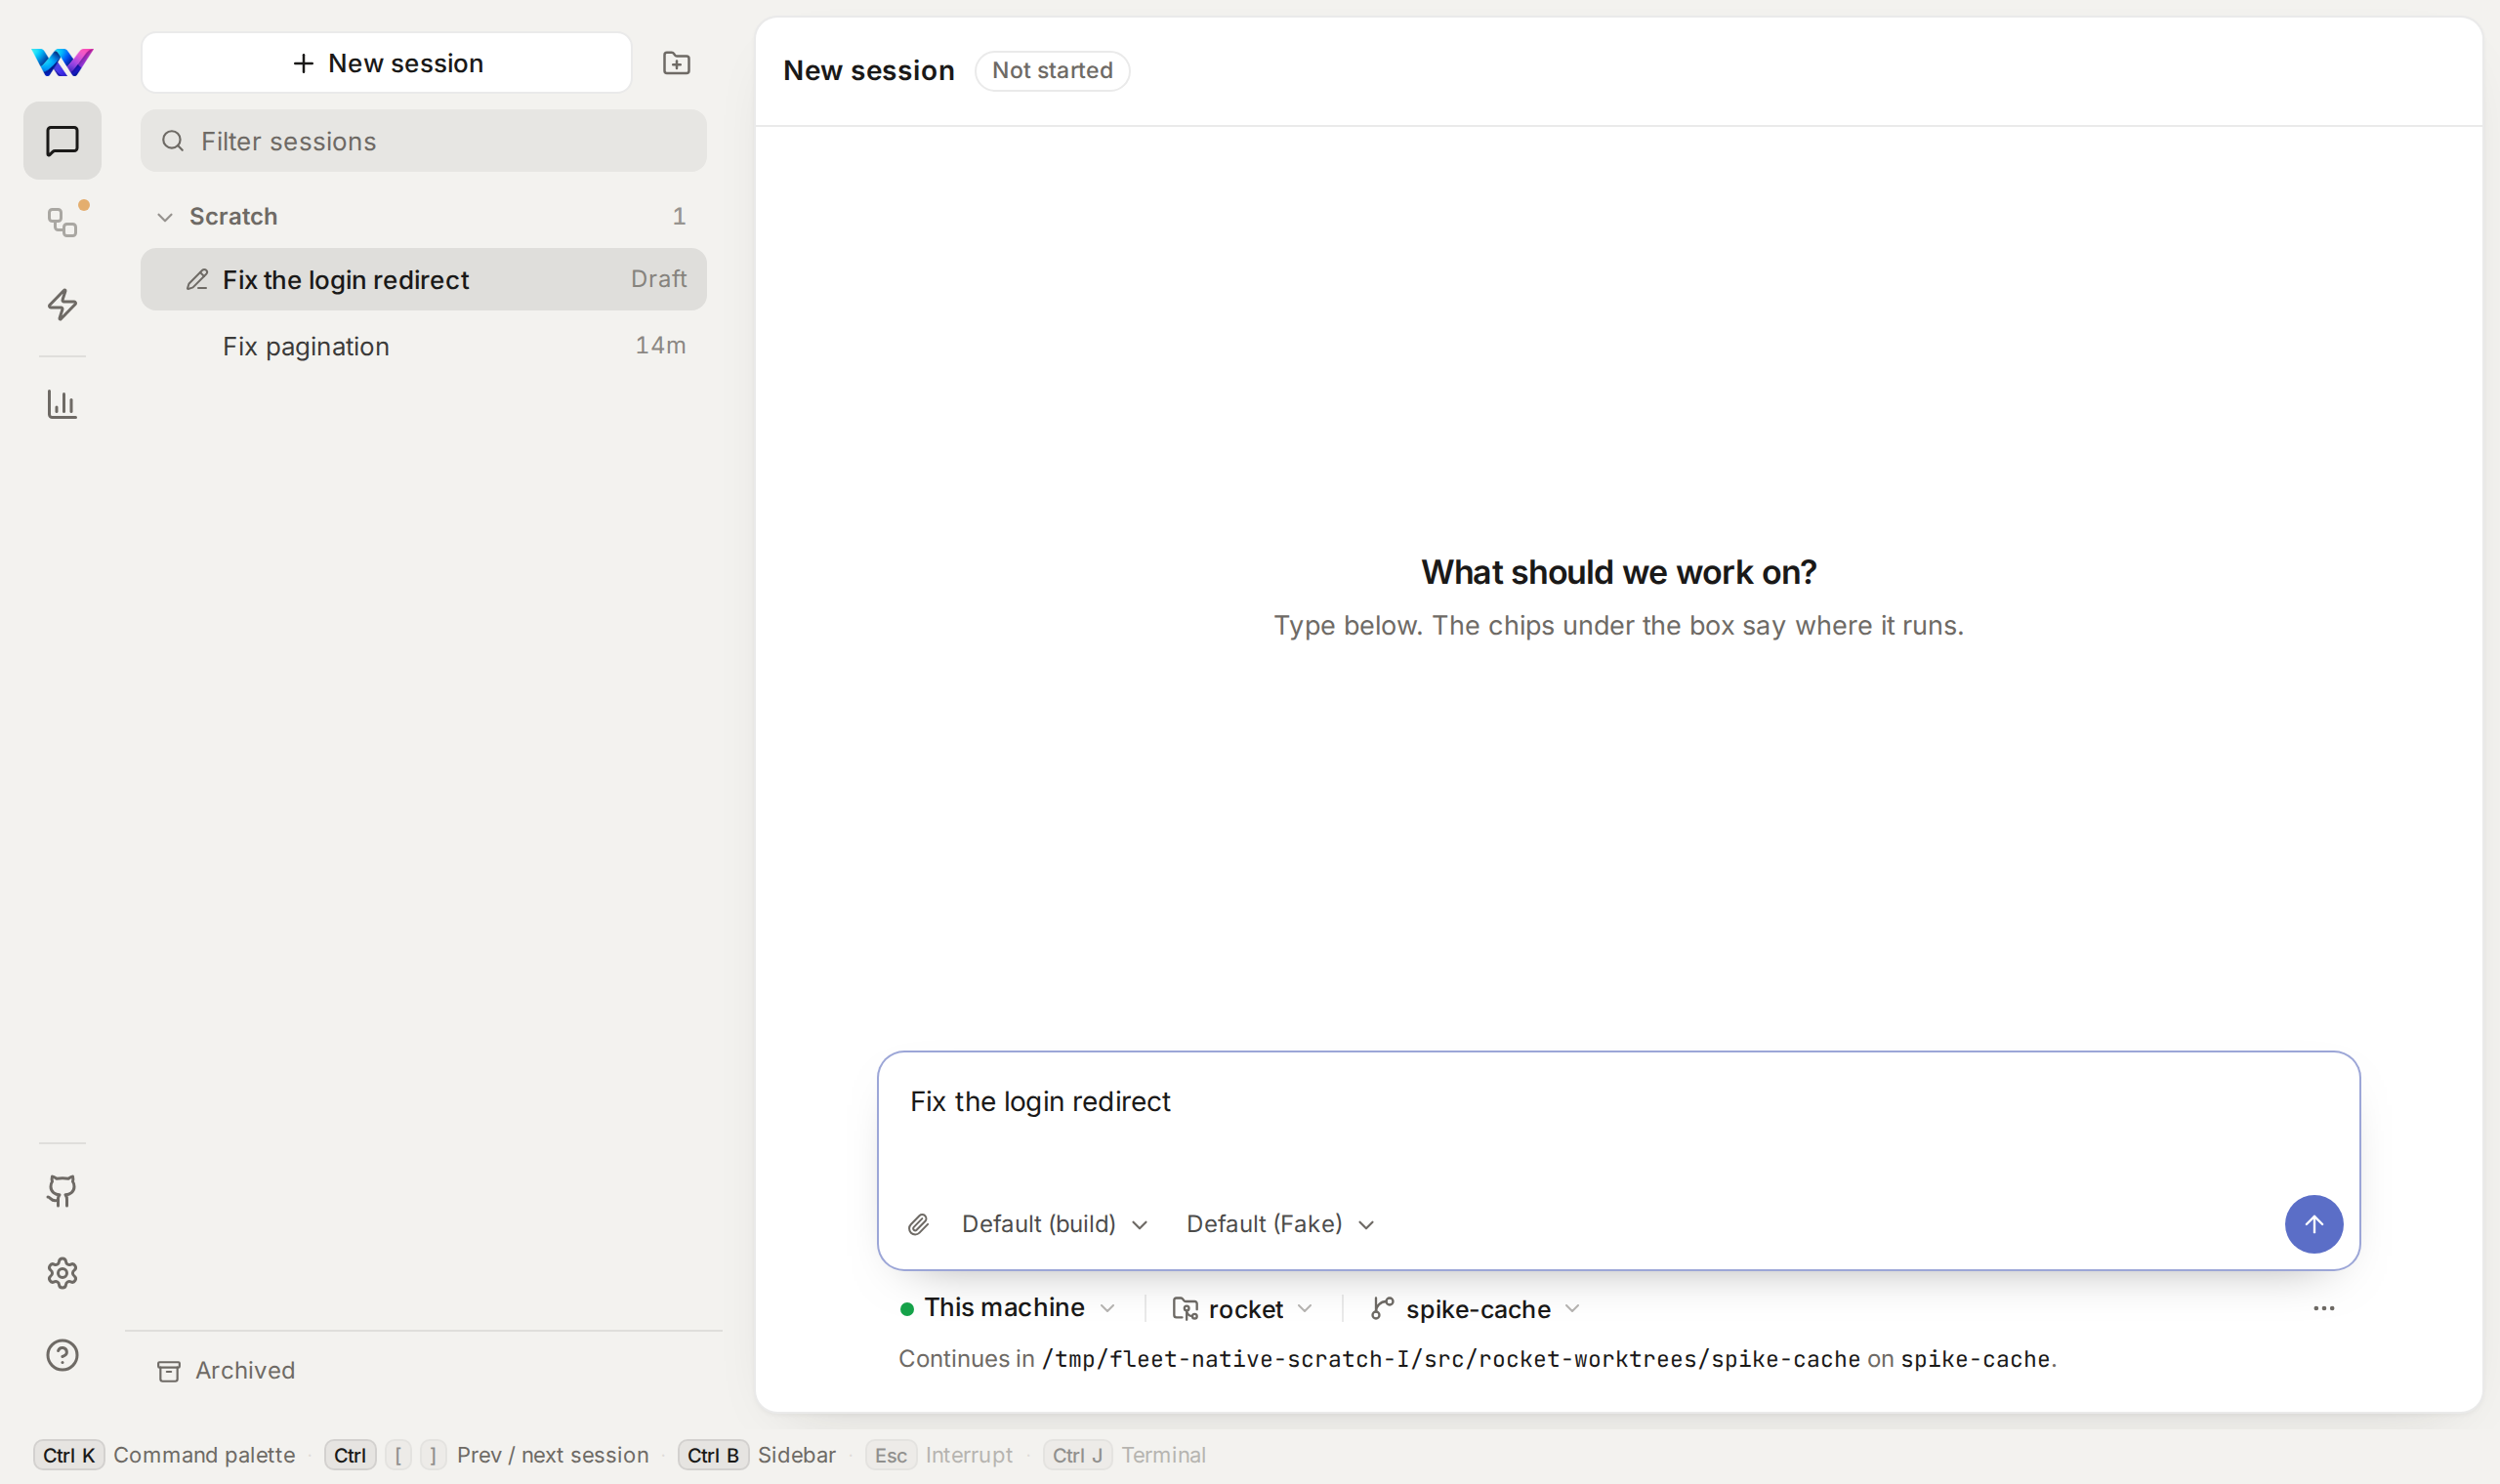 New session
Filter sessions
Scratch 1
Fix the login redirect Draft
Fix pagination 14m
Archived
New session Not started
What should we work on?
Type below. The chips under the box say where it runs.
Fix the login redirect
Default (build) Default (Fake)
This machine rocket spike-cache
Continues in /tmp/fleet-native-scratch-I/src/rocket-worktrees/spike-cache on spike-cache.
Ctrl K Command palette · Ctrl [ ] Prev / next session · Ctrl B Sidebar · Esc Interrupt · Ctrl J Terminal